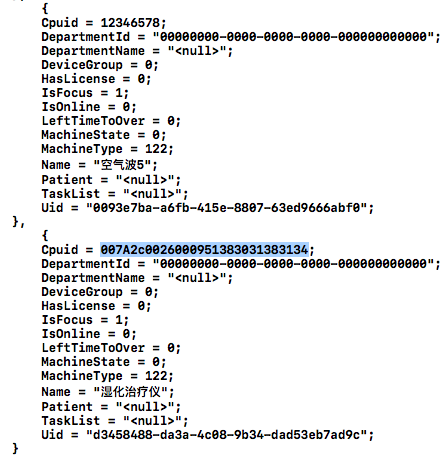 },
{
Cpuid = 12346578;
DepartmentId = "00000000-0000-0000-0000-000000000000";
DepartmentName = "<null>";
DeviceGroup = 0;
HasLicense = 0;
IsFocus = 1;
IsOnline = 0;
LeftTimeToOver = 0;
MachineState = 0;
MachineType = 122;
Name = "空气波5";
Patient = "<null>";
TaskList = "<null>";
Uid = "0093e7ba-a6fb-415e-8807-63ed9666abf0";
},
{
Cpuid = 007A2c0026000951383031383134;
DepartmentId = "00000000-0000-0000-0000-000000000000";
DepartmentName = "<null>";
DeviceGroup = 0;
HasLicense = 0;
IsFocus = 1;
IsOnline = 0;
LeftTimeToOver = 0;
MachineState = 0;
MachineType = 122;
Name = "湿化治疗仪";
Patient = "<null>";
TaskList = "<null>";
Uid = "d3458488-da3a-4c08-9b34-dad53eb7ad9c";
}